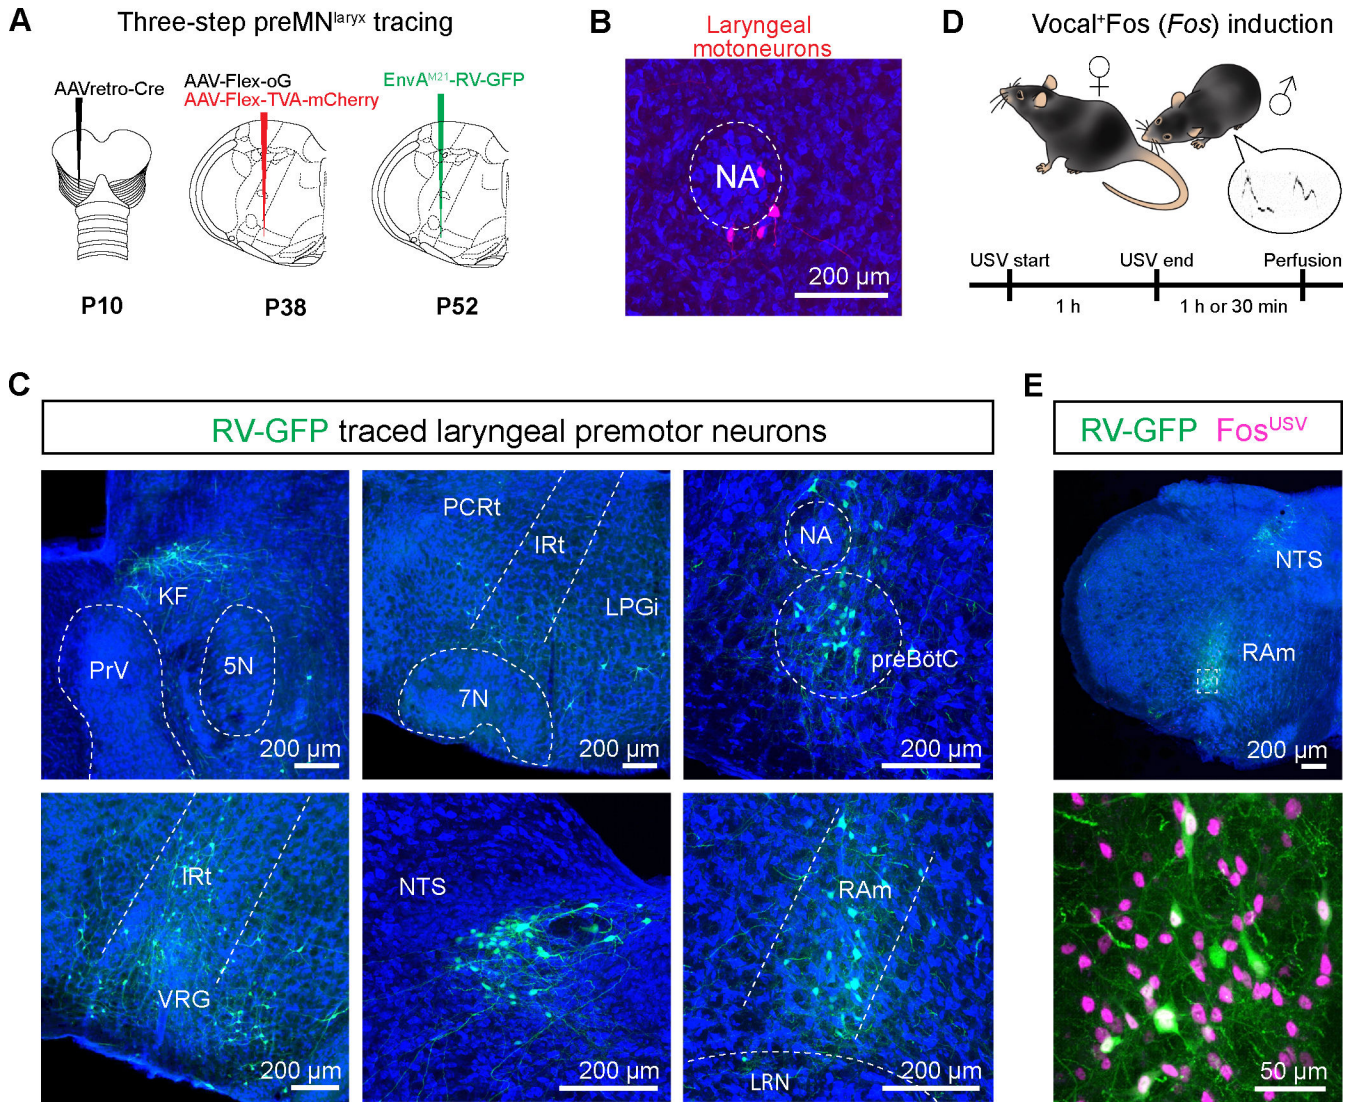 A
Three-step preMNlaryx tracing
AAVretro-Cre
AAV-Flex-oG
AAV-Flex-TVA-mCherry
EnvAM21-RV-GFP
P10
P38
P52
B
Laryngeal
motoneurons
NA
200 µm
D
Vocal+Fos (Fos) induction
♀
♂
USV start
USV end
Perfusion
1 h
1 h or 30 min
C
RV-GFP traced laryngeal premotor neurons
KF
PrV
5N
200 µm
PCRt
IRt
LPGi
7N
200 µm
NA
preBötC
200 µm
IRt
VRG
200 µm
NTS
200 µm
RAm
LRN
200 µm
E
RV-GFP FosUSV
NTS
RAm
200 µm
50 µm